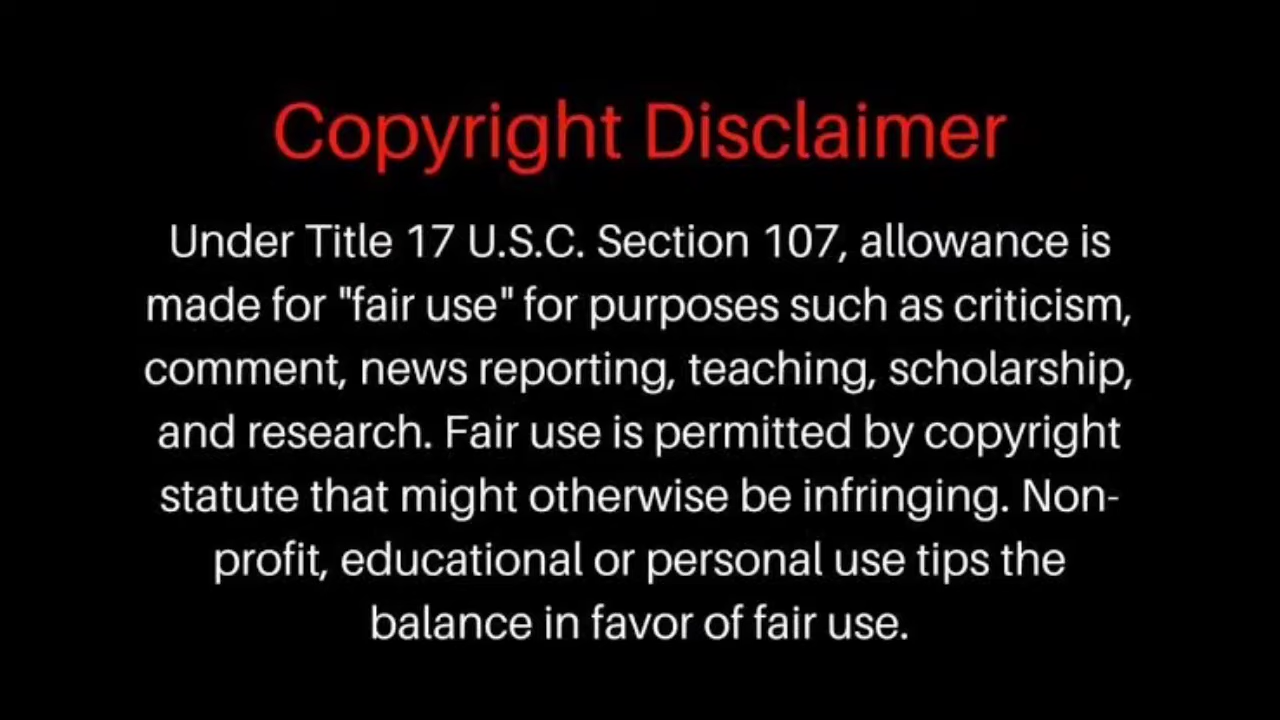 Copyright Disclaimer
Under Title 17 U.S.C. Section 107, allowance is
made for "fair use" for purposes such as criticism,
comment, news reporting, teaching, scholarship,
and research. Fair use is permitted by copyright
statute that might otherwise be infringing. Non-
profit, educational or personal use tips the
balance in favor of fair use.